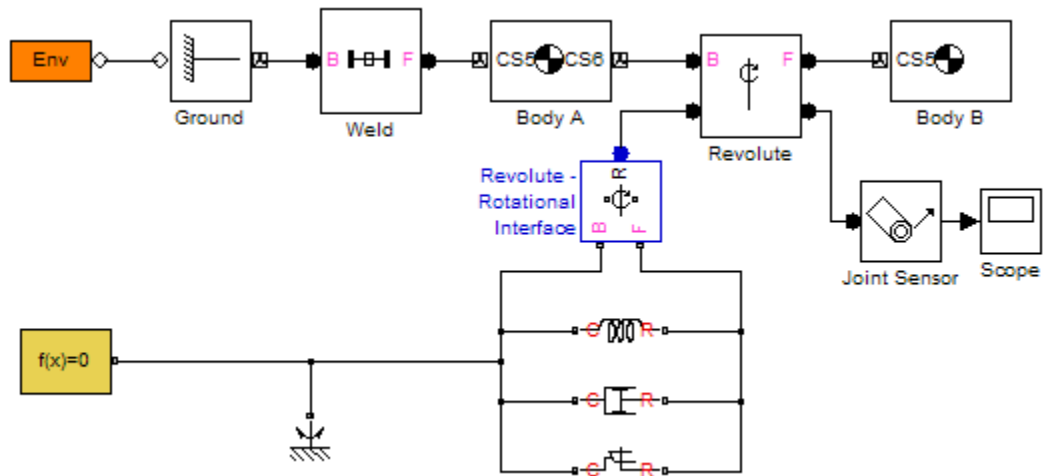 Env
Ground
B F
Weld
CS5 CS6
Body A
B F
Revolute
CS5
Body B
Revolute -
Rotational
Interface
R
B F
Joint Sensor
Scope
f(x)=0
C R
C R
C R